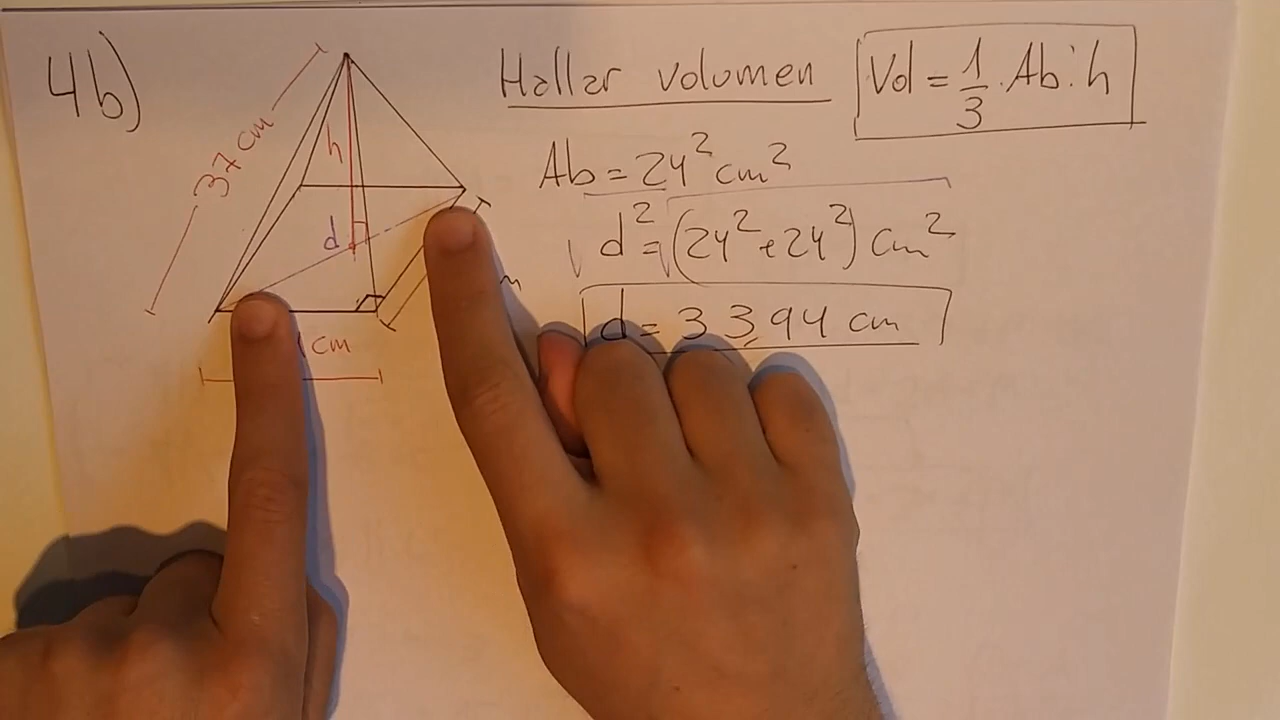 4b)
Hallar volumen
Vol = 1/3 · Ab · h
37 cm
h
d
cm
Ab = 24² cm²
d² = (24² + 24²) cm²
d = 33,94 cm